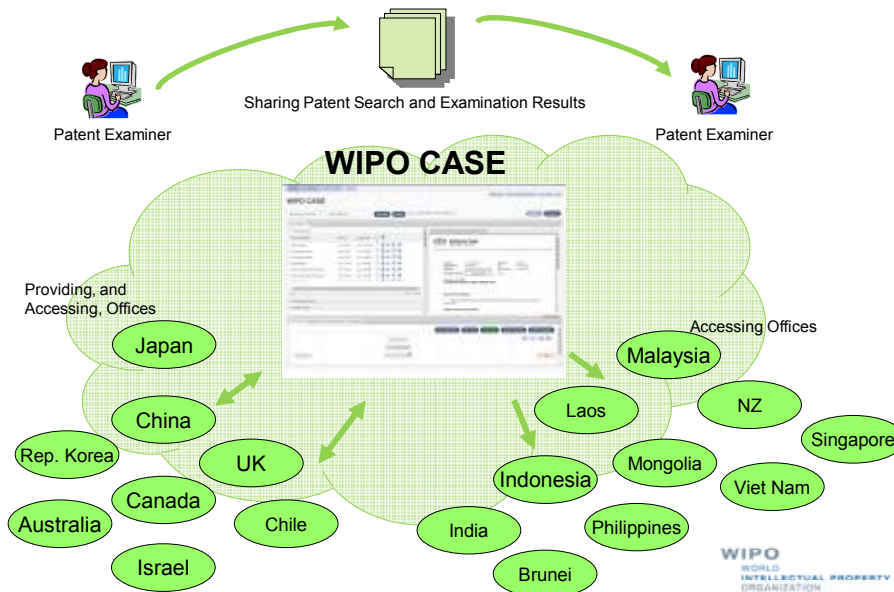 Sharing Patent Search and Examination Results
Patent Examiner
Patent Examiner
WIPO CASE
WIPO CASE
Providing, and
Accessing, Offices
Accessing Offices
Japan
Malaysia
China
Laos
NZ
Rep. Korea
UK
Singapore
Mongolia
Indonesia
Canada
Viet Nam
Australia
Chile
India
Philippines
Israel
Brunei
WIPO
WORLD
INTELLECTUAL PROPERTY
ORGANIZATION